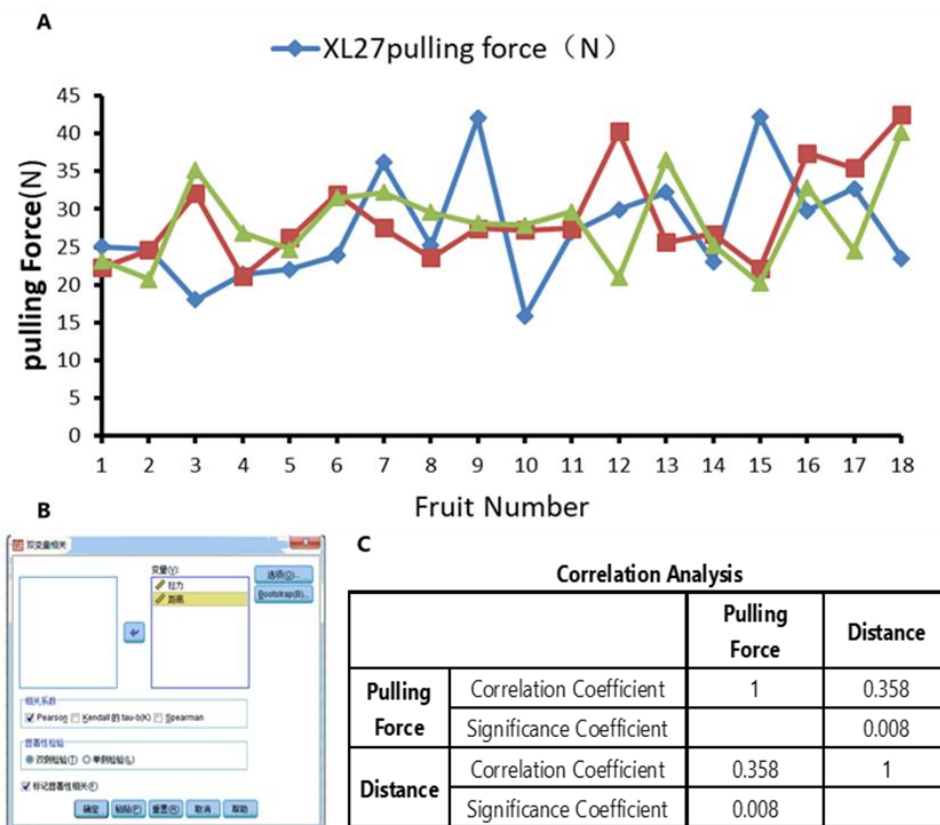 A
XL27pulling force（N）
pulling Force(N)
45
40
35
30
25
20
15
10
5
0
1 2 3 4 5 6 7 8 9 10 11 12 13 14 15 16 17 18
Fruit Number
B
双变量相关
变量(V):
拉力
距离
选项(O)...
Bootstrap(B)...
相关系数
Pearson Kendall 的 tau-b(K) Spearman
显著性检验
双侧检验(T) 单侧检验(L)
标记显著性相关(F)
确定 粘贴(P) 重置(R) 取消 帮助
C
Correlation Analysis
Pulling Force Distance
Pulling Force Correlation Coefficient 1 0.358
Significance Coefficient 0.008
Distance Correlation Coefficient 0.358 1
Significance Coefficient 0.008